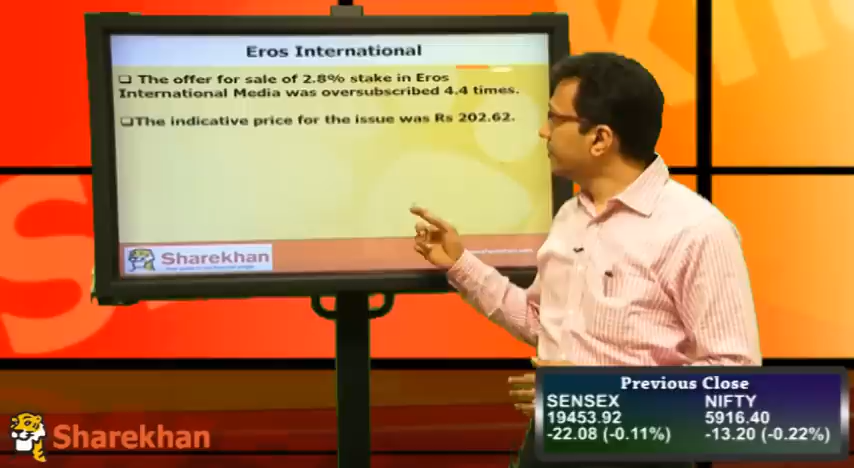 Eros International
❑ The offer for sale of 2.8% stake in Eros
International Media was oversubscribed 4.4 times.
❑The indicative price for the issue was Rs 202.62.
Sharekhan
Previous Close
SENSEX NIFTY
19453.92 5916.40
-22.08 (-0.11%) -13.20 (-0.22%)
Sharekhan